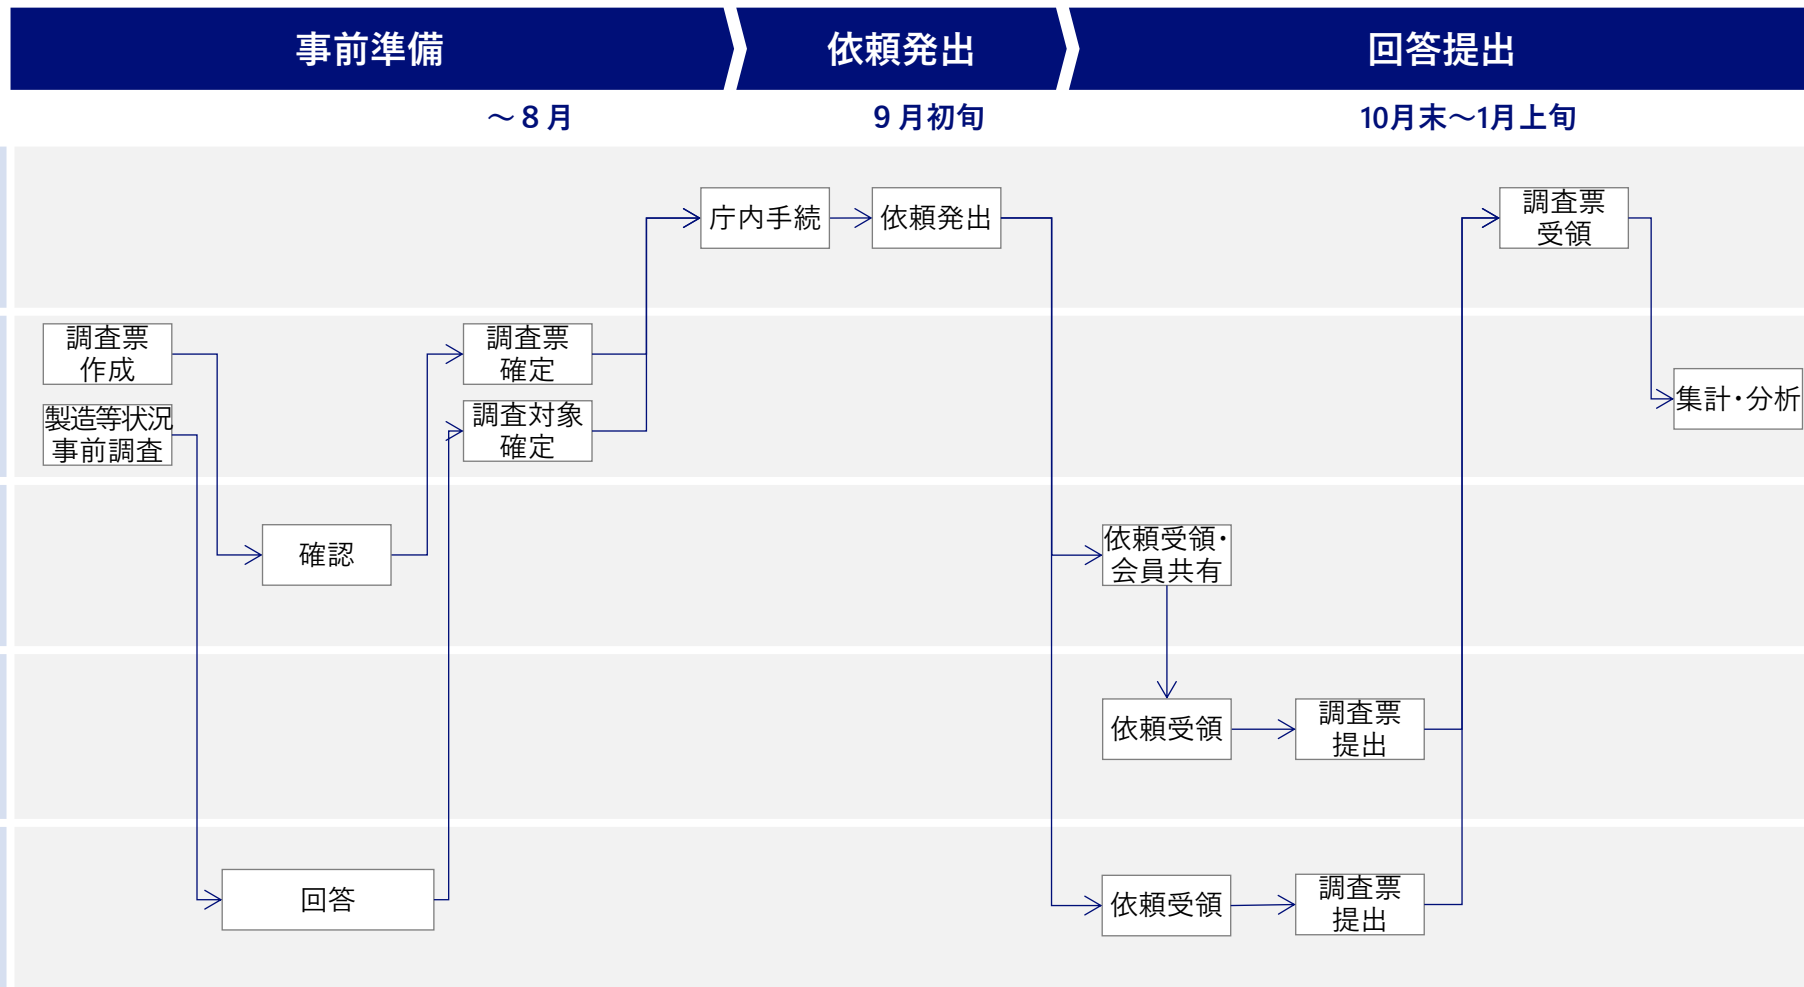 事前準備
依頼発出
回答提出
～８月
９月初旬
10月末～1月上旬
庁内手続
依頼発出
調査票
受領
調査票
作成
製造等状況
事前調査
調査票
確定
調査対象
確定
集計・分析
確認
依頼受領・
会員共有
依頼受領
調査票
提出
回答
依頼受領
調査票
提出